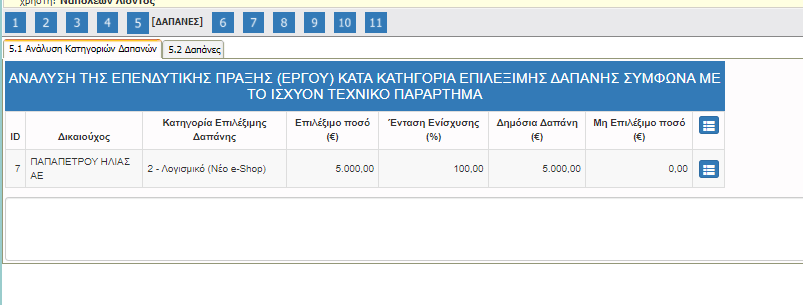 χρήστη: Ναπολέων Λιόντος
1 2 3 4 5 [ΔΑΠΑΝΕΣ] 6 7 8 9 10 11
5.1 Ανάλυση Κατηγοριών Δαπανών 5.2 Δαπάνες
ΑΝΑΛΥΣΗ ΤΗΣ ΕΠΕΝΔΥΤΙΚΗΣ ΠΡΑΞΗΣ (ΕΡΓΟΥ) ΚΑΤΑ ΚΑΤΗΓΟΡΙΑ ΕΠΙΛΕΞΙΜΗΣ ΔΑΠΑΝΗΣ ΣΥΜΦΩΝΑ ΜΕ
ΤΟ ΙΣΧΥΟΝ ΤΕΧΝΙΚΟ ΠΑΡΑΡΤΗΜΑ
ID Δικαιούχος Κατηγορία Επιλέξιμης Δαπάνης Επιλέξιμο ποσό (€) Ένταση Ενίσχυσης (%) Δημόσια Δαπάνη (€) Μη Επιλέξιμο ποσό (€)
7 ΠΑΠΑΠΕΤΡΟΥ ΗΛΙΑΣ ΑΕ 2 - Λογισμικό (Νέο e-Shop) 5.000,00 100,00 5.000,00 0,00